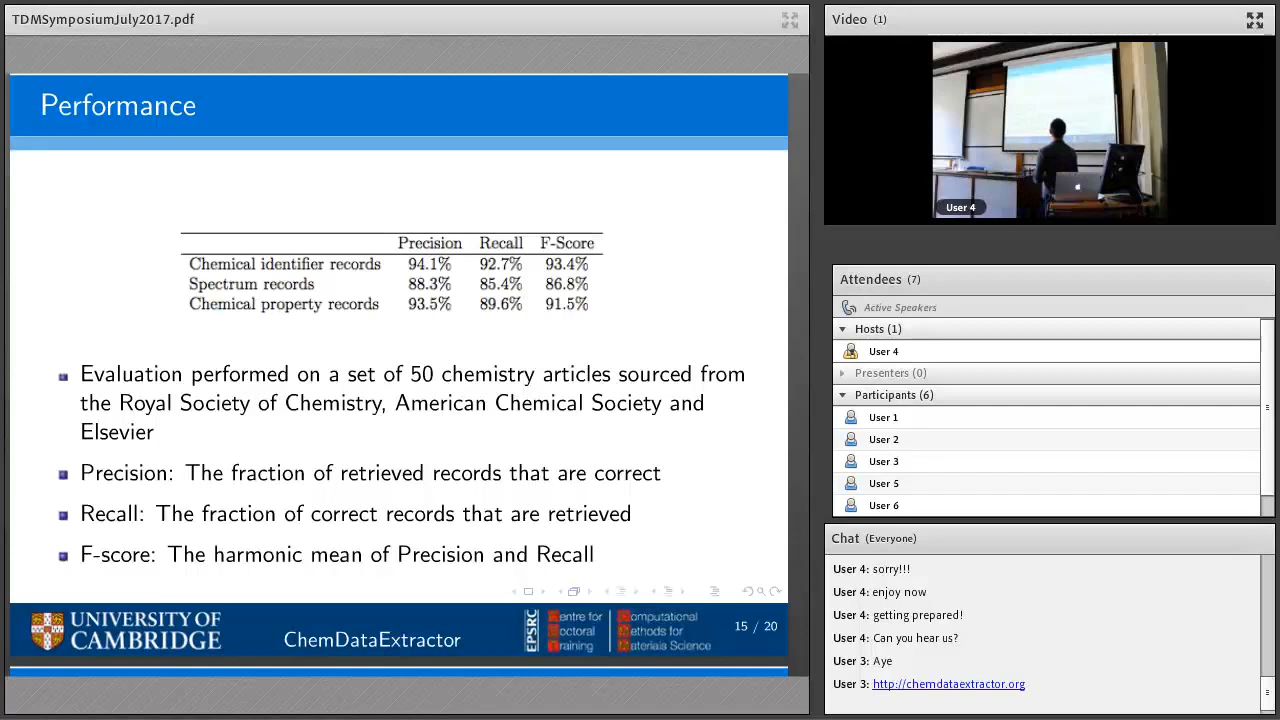 TDMSymposiumJuly2017.pdf
Performance
Precision Recall F-Score
Chemical identifier records 94.1% 92.7% 93.4%
Spectrum records 88.3% 85.4% 86.8%
Chemical property records 93.5% 89.6% 91.5%
Evaluation performed on a set of 50 chemistry articles sourced from
the Royal Society of Chemistry, American Chemical Society and
Elsevier
Precision: The fraction of retrieved records that are correct
Recall: The fraction of correct records that are retrieved
F-score: The harmonic mean of Precision and Recall
UNIVERSITY OF
CAMBRIDGE
ChemDataExtractor
EPSRC
Centre for
Doctoral
Training
Computational
Methods for
Materials Science
15 / 20
Video (1)
User 4
Attendees (7)
Active Speakers
Hosts (1)
User 4
Presenters (0)
Participants (6)
User 1
User 2
User 3
User 5
User 6
Chat (Everyone)
User 4: sorry!!!
User 4: enjoy now
User 4: getting prepared!
User 4: Can you hear us?
User 3: Aye
User 3: http://chemdataextractor.org